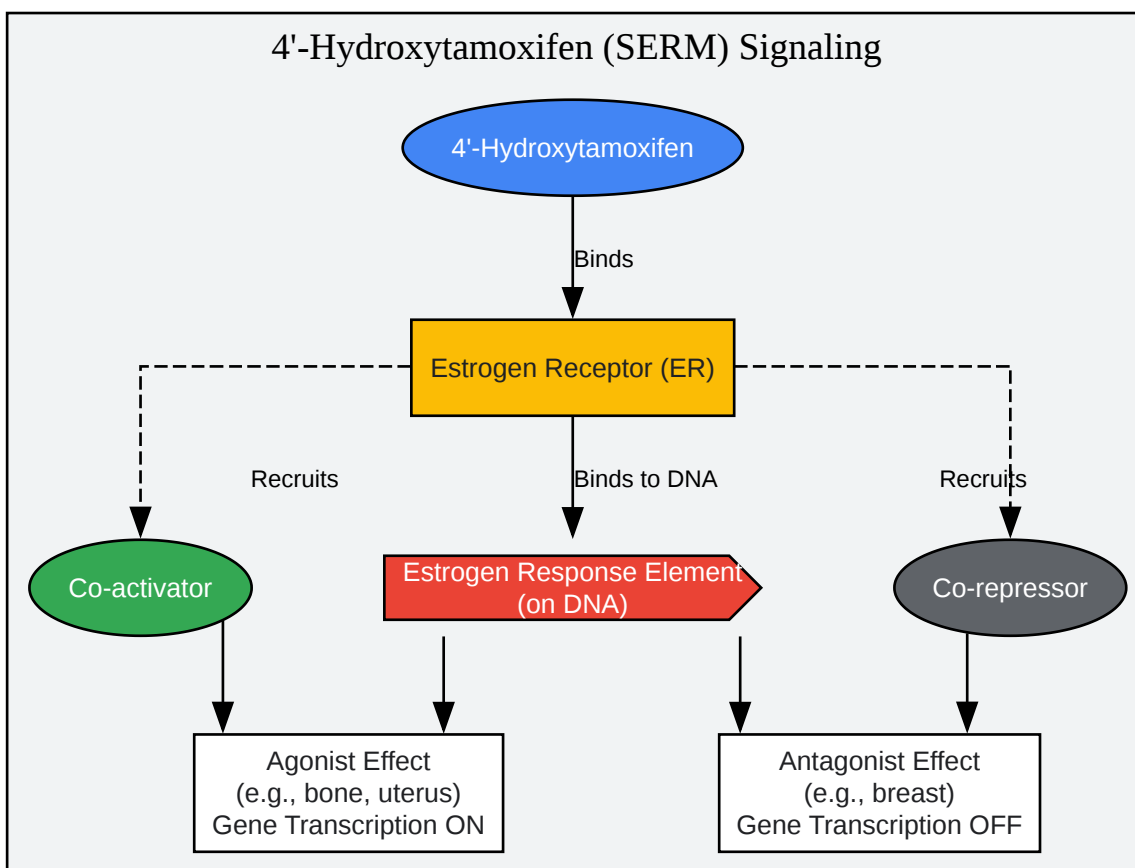 4'-Hydroxytamoxifen (SERM) Signaling
4'-Hydroxytamoxifen
Binds
Estrogen Receptor (ER)
Recruits
Binds to DNA
Recruits
Co-activator
Estrogen Response Element
(on DNA)
Co-repressor
Agonist Effect
(e.g., bone, uterus)
Gene Transcription ON
Antagonist Effect
(e.g., breast)
Gene Transcription OFF